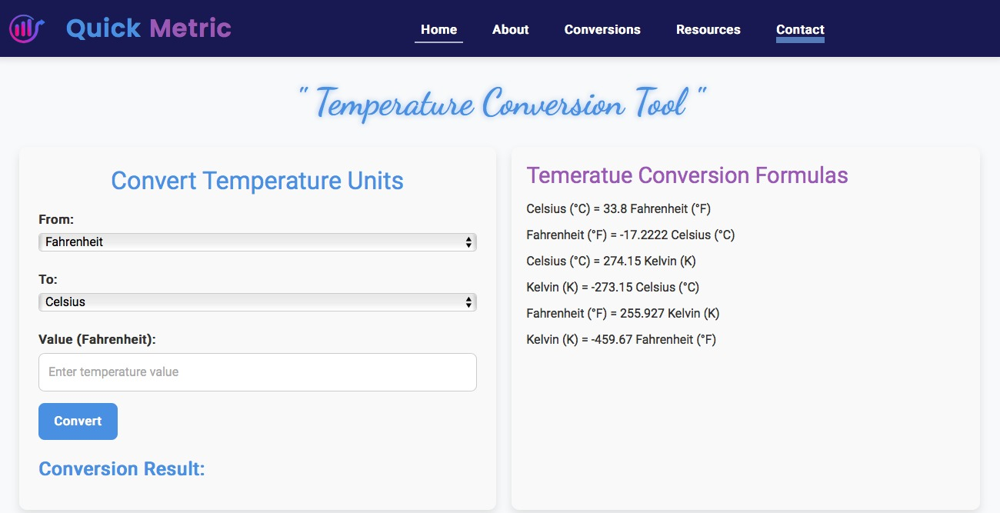 Quick Metric
Home About Conversions Resources Contact
" Temperature Conversion Tool "
Convert Temperature Units
From:
Fahrenheit
To:
Celsius
Value (Fahrenheit):
Enter temperature value
Convert
Conversion Result:
Temeratue Conversion Formulas
Celsius (°C) = 33.8 Fahrenheit (°F)
Fahrenheit (°F) = -17.2222 Celsius (°C)
Celsius (°C) = 274.15 Kelvin (K)
Kelvin (K) = -273.15 Celsius (°C)
Fahrenheit (°F) = 255.927 Kelvin (K)
Kelvin (K) = -459.67 Fahrenheit (°F)